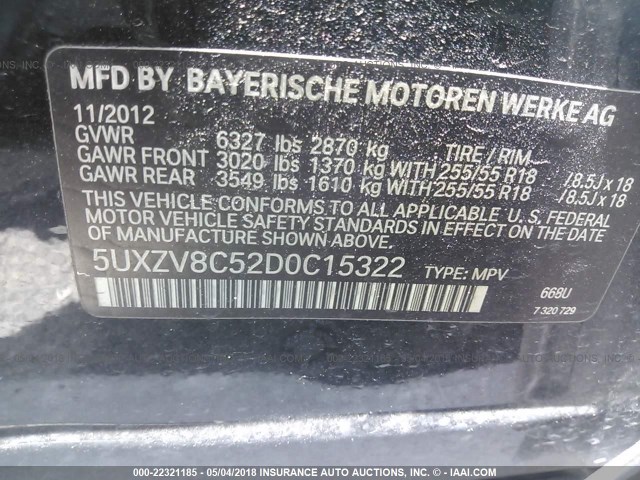 MFD BY BAYERISCHE MOTOREN WERKE AG
11/2012
GVWR 6327 lbs 2870 kg TIRE / RIM
GAWR FRONT 3020 lbs 1370 kg WITH 255/55 R18 /8.5J x 18
GAWR REAR 3549 lbs 1610 kg WITH 255/55 R18 /8.5J x 18
THIS VEHICLE CONFORMS TO ALL APPLICABLE U. S. FEDERAL
MOTOR VEHICLE SAFETY STANDARDS IN EFFECT ON THE DATE
OF MANUFACTURE SHOWN ABOVE.
5UXZV8C52D0C15322 TYPE: MPV
668U
7 320 729
000-22321185 - 05/04/2018 - INSURANCE AUTO AUCTIONS, INC. - © - IAAI.COM